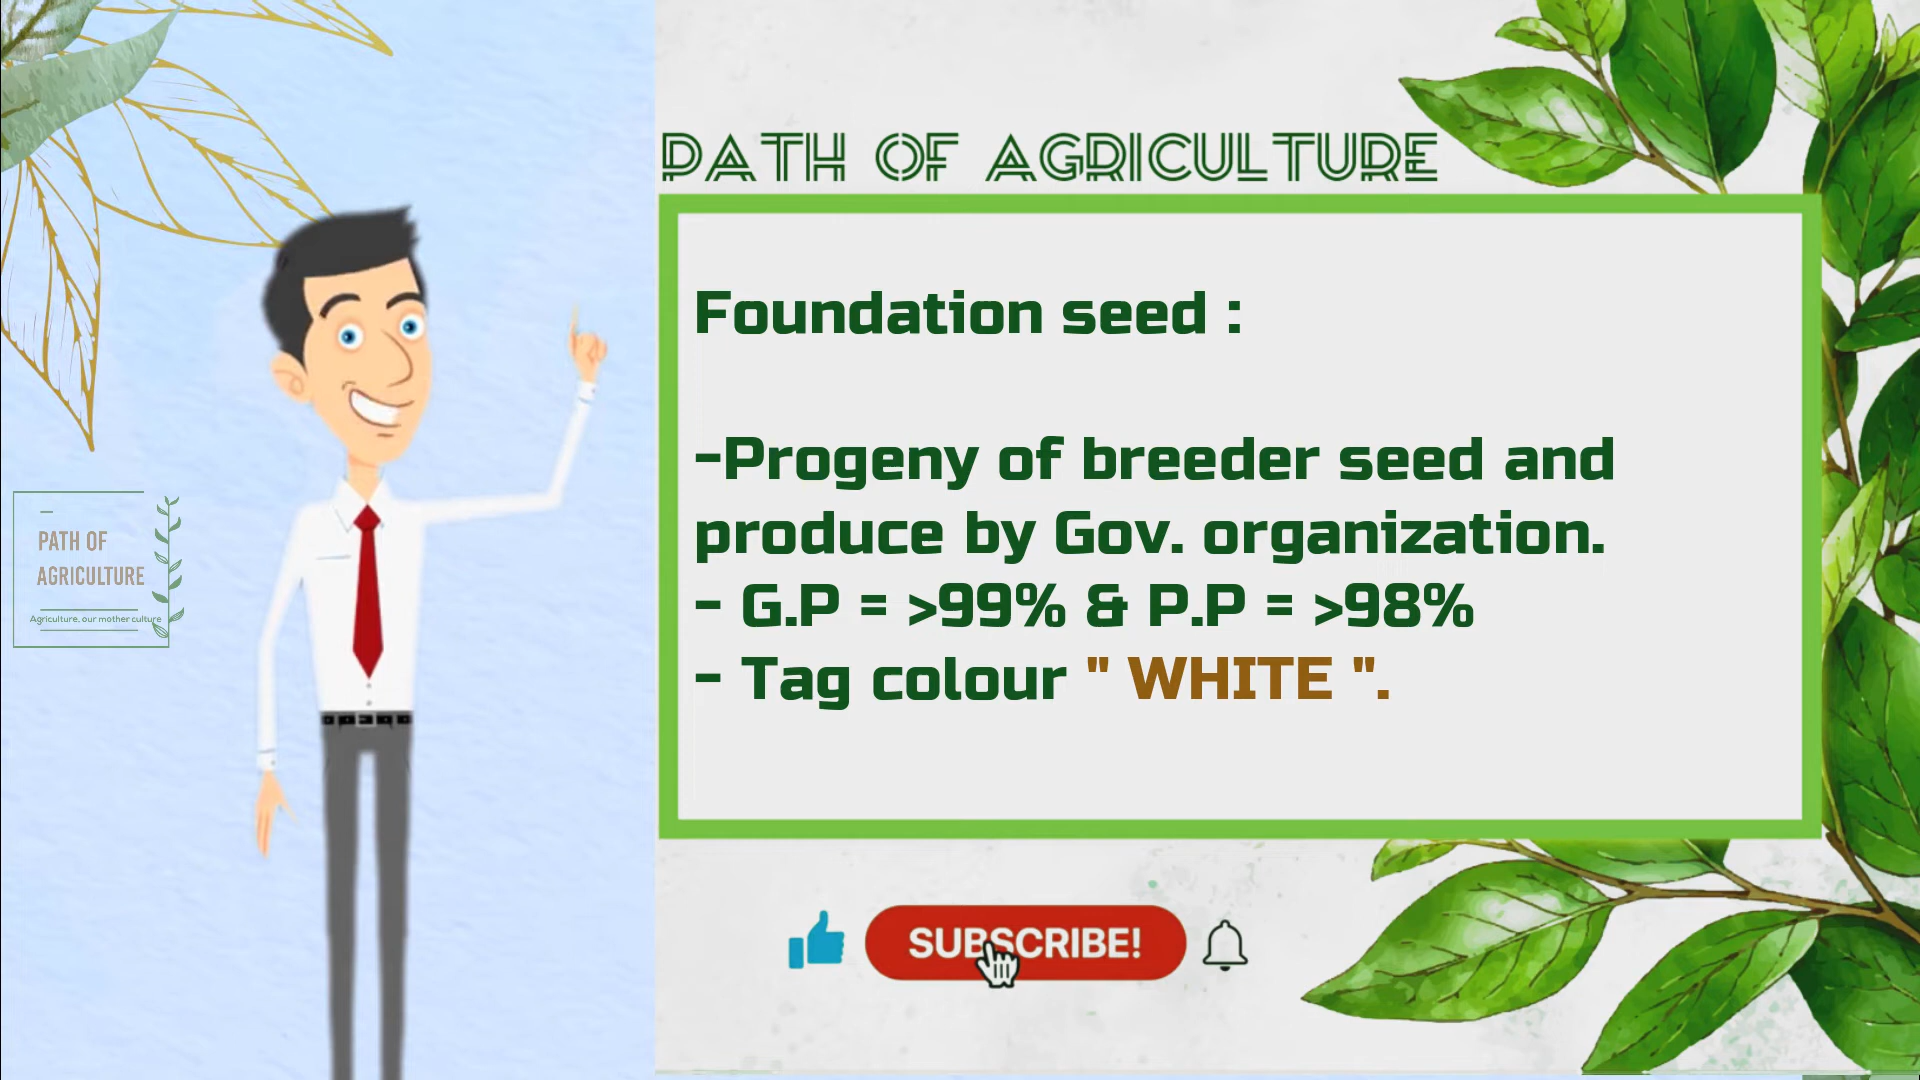 PATH OF AGRICULTURE
Foundation seed :
-Progeny of breeder seed and
produce by Gov. organization.
- G.P = >99% & P.P = >98%
- Tag colour " WHITE ".
PATH OF
AGRICULTURE
Agriculture, our mother culture
SUBSCRIBE!